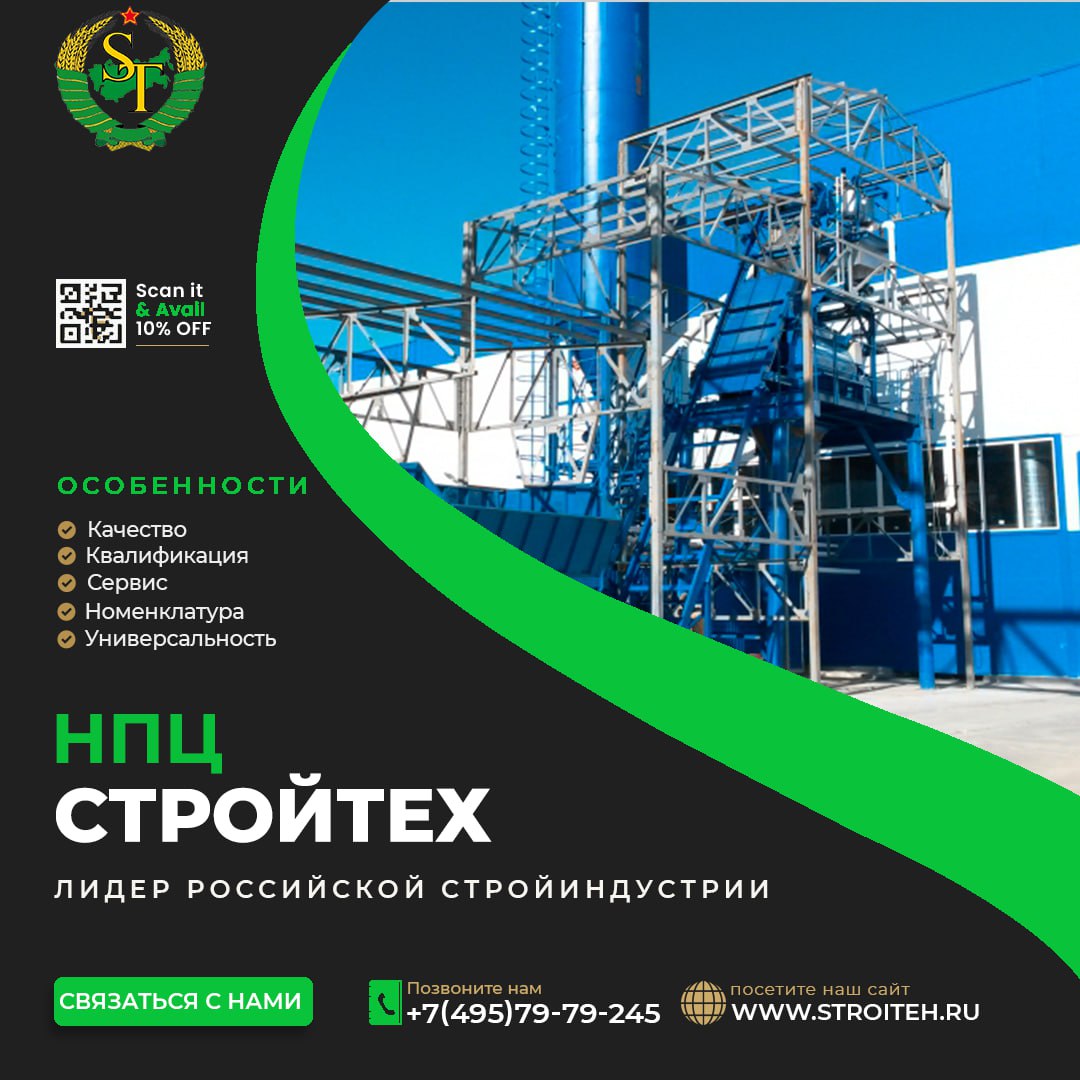 ST
Scan it
& Avail
10% OFF
ОСОБЕННОСТИ
Качество
Квалификация
Сервис
Номенклатура
Универсальность
НПЦ
СТРОЙТЕХ
ЛИДЕР РОССИЙСКОЙ СТРОЙИНДУСТРИИ
СВЯЗАТЬСЯ С НАМИ
Позвоните нам
+7(495)79-79-245
посетите наш сайт
WWW.STROITEH.RU